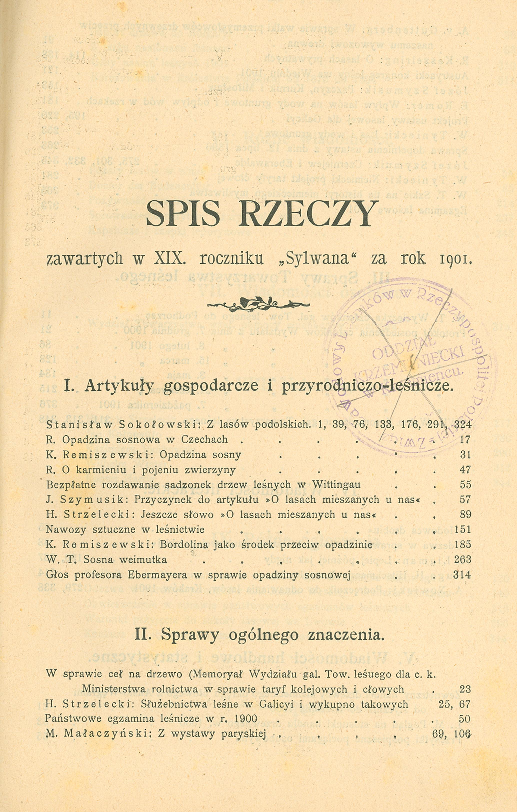 SPIS RZECZY
zawartych w XIX. roczniku „Sylwana“ za rok 1901.
ODDZIAŁ
KRZEMIENIECKI
I. Artykuły gospodarcze i przyrodniczo-leśnicze.
Stanisław Sokołowski: Z lasów podolskich. 1, 39, 76, 133, 176, 291, 324
R. Opadzina sosnowa w Czechach . . . . . . 17
K. Remiszewski: Opadzina sosny . . . . . 31
R. O karmieniu i pojeniu zwierzyny . . . . . 47
Bezpłatne rozdawanie sadzonek drzew leśnych w Wittingau . . 55
J. Szymusik: Przyczynek do artykułu »O lasach mieszanych u nas« . 57
H. Strzelecki: Jeszcze słowo »O lasach mieszanych u nas« . . 89
Nawozy sztuczne w leśnictwie . . . . . . 151
K. Remiszewski: Bordolina jako środek przeciw opadzinie . . 185
W. T. Sosna weimutka . . . . . . . 263
Głos profesora Ebermayera w sprawie opadziny sosnowej . . 314
II. Sprawy ogólnego znaczenia.
W sprawie ceł na drzewo (Memoryał Wydziału gal. Tow. leśuego dla c. k.
Ministerstwa rolnictwa w sprawie taryf kolejowych i cłowych . 23
H. Strzelecki: Służebnictwa leśne w Galicyi i wykupno takowych 25, 67
Państwowe egzamina leśnicze w r. 1900 . . . . . 50
M. Małaczyński: Z wystawy paryskiej . . . . 69, 106